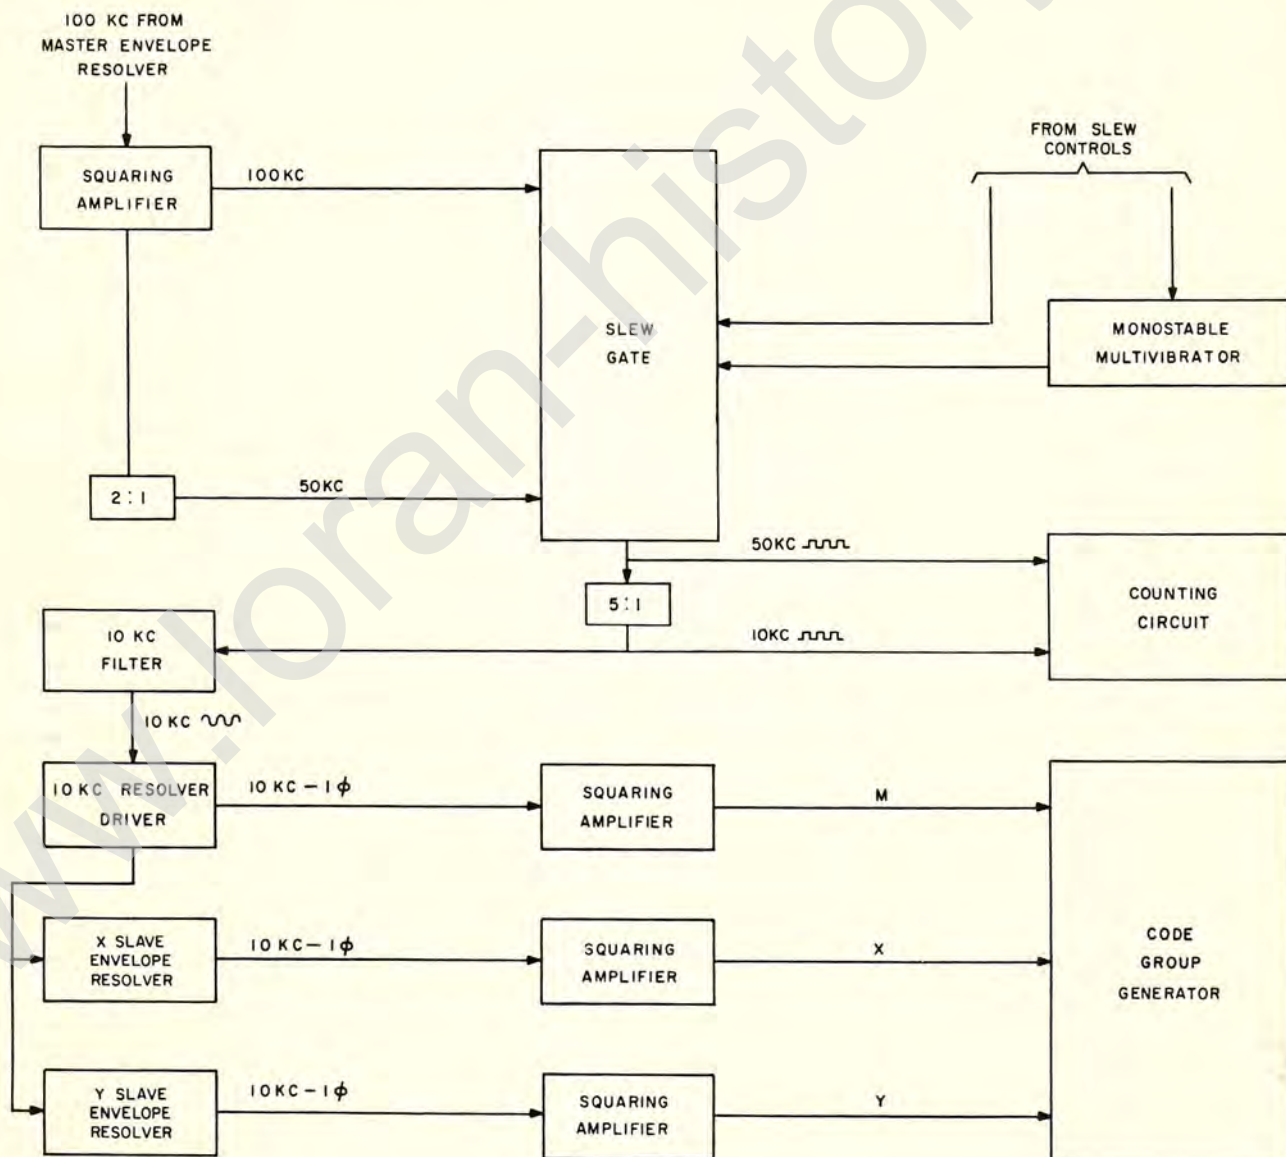 100 KC FROM
MASTER ENVELOPE
RESOLVER
SQUARING
AMPLIFIER
100KC
SLEW
GATE
FROM SLEW
CONTROLS
MONOSTABLE
MULTIVIBRATOR
2:1
50KC
50KC
5:1
10KC
COUNTING
CIRCUIT
10 KC
FILTER
10 KC
10 KC RESOLVER
DRIVER
10 KC – 1ϕ
SQUARING
AMPLIFIER
M
X SLAVE
ENVELOPE
RESOLVER
10 KC – 1ϕ
SQUARING
AMPLIFIER
X
CODE
GROUP
GENERATOR
Y SLAVE
ENVELOPE
RESOLVER
10 KC – 1ϕ
SQUARING
AMPLIFIER
Y
www.loran-history